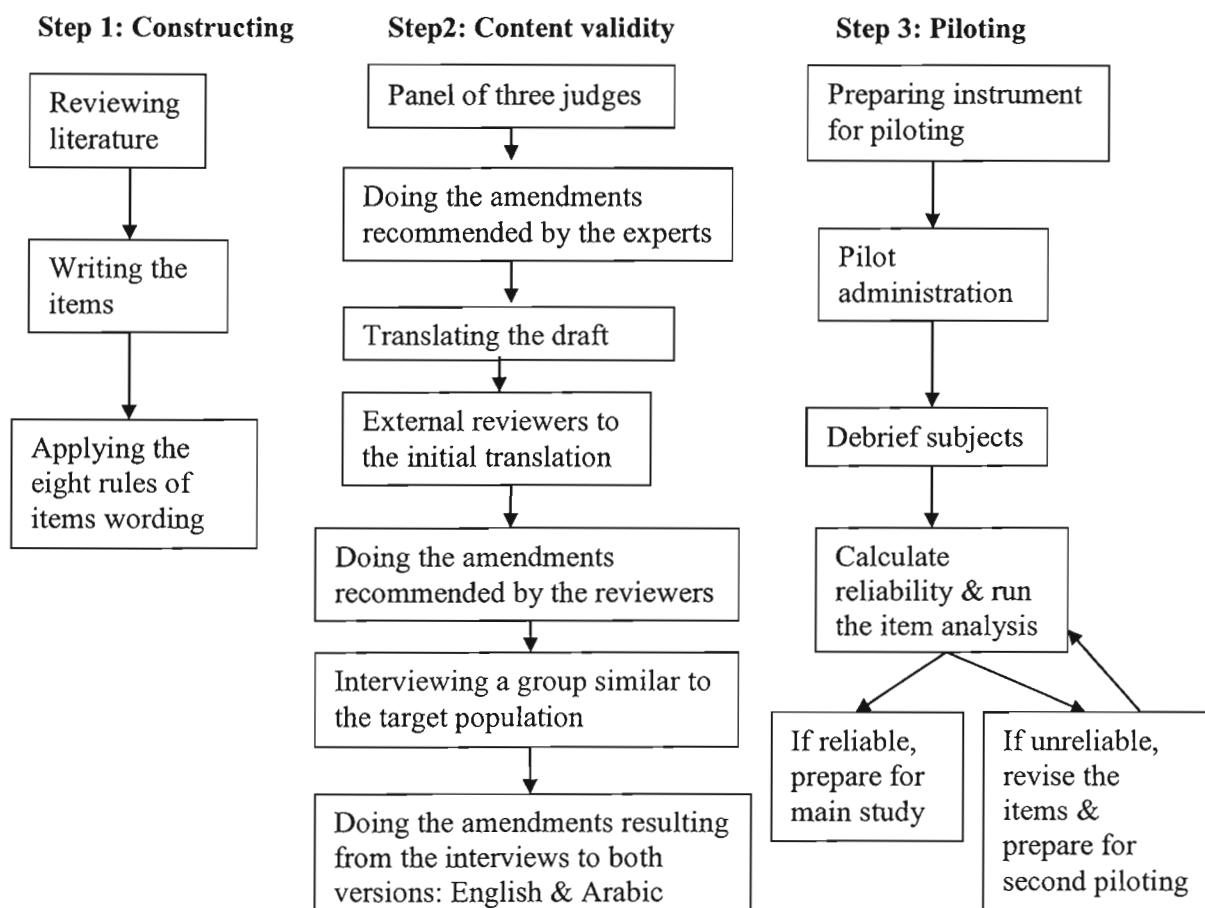 Step 1: Constructing
Reviewing
literature
Writing the
items
Applying the
eight rules of
items wording
Step2: Content validity
Panel of three judges
Doing the amendments
recommended by the experts
Translating the draft
External reviewers to
the initial translation
Doing the amendments
recommended by the reviewers
Interviewing a group similar to
the target population
Doing the amendments resulting
from the interviews to both
versions: English & Arabic
Step 3: Piloting
Preparing instrument
for piloting
Pilot
administration
Debrief subjects
Calculate
reliability & run
the item analysis
If reliable,
prepare for
main study
If unreliable,
revise the
items &
prepare for
second piloting